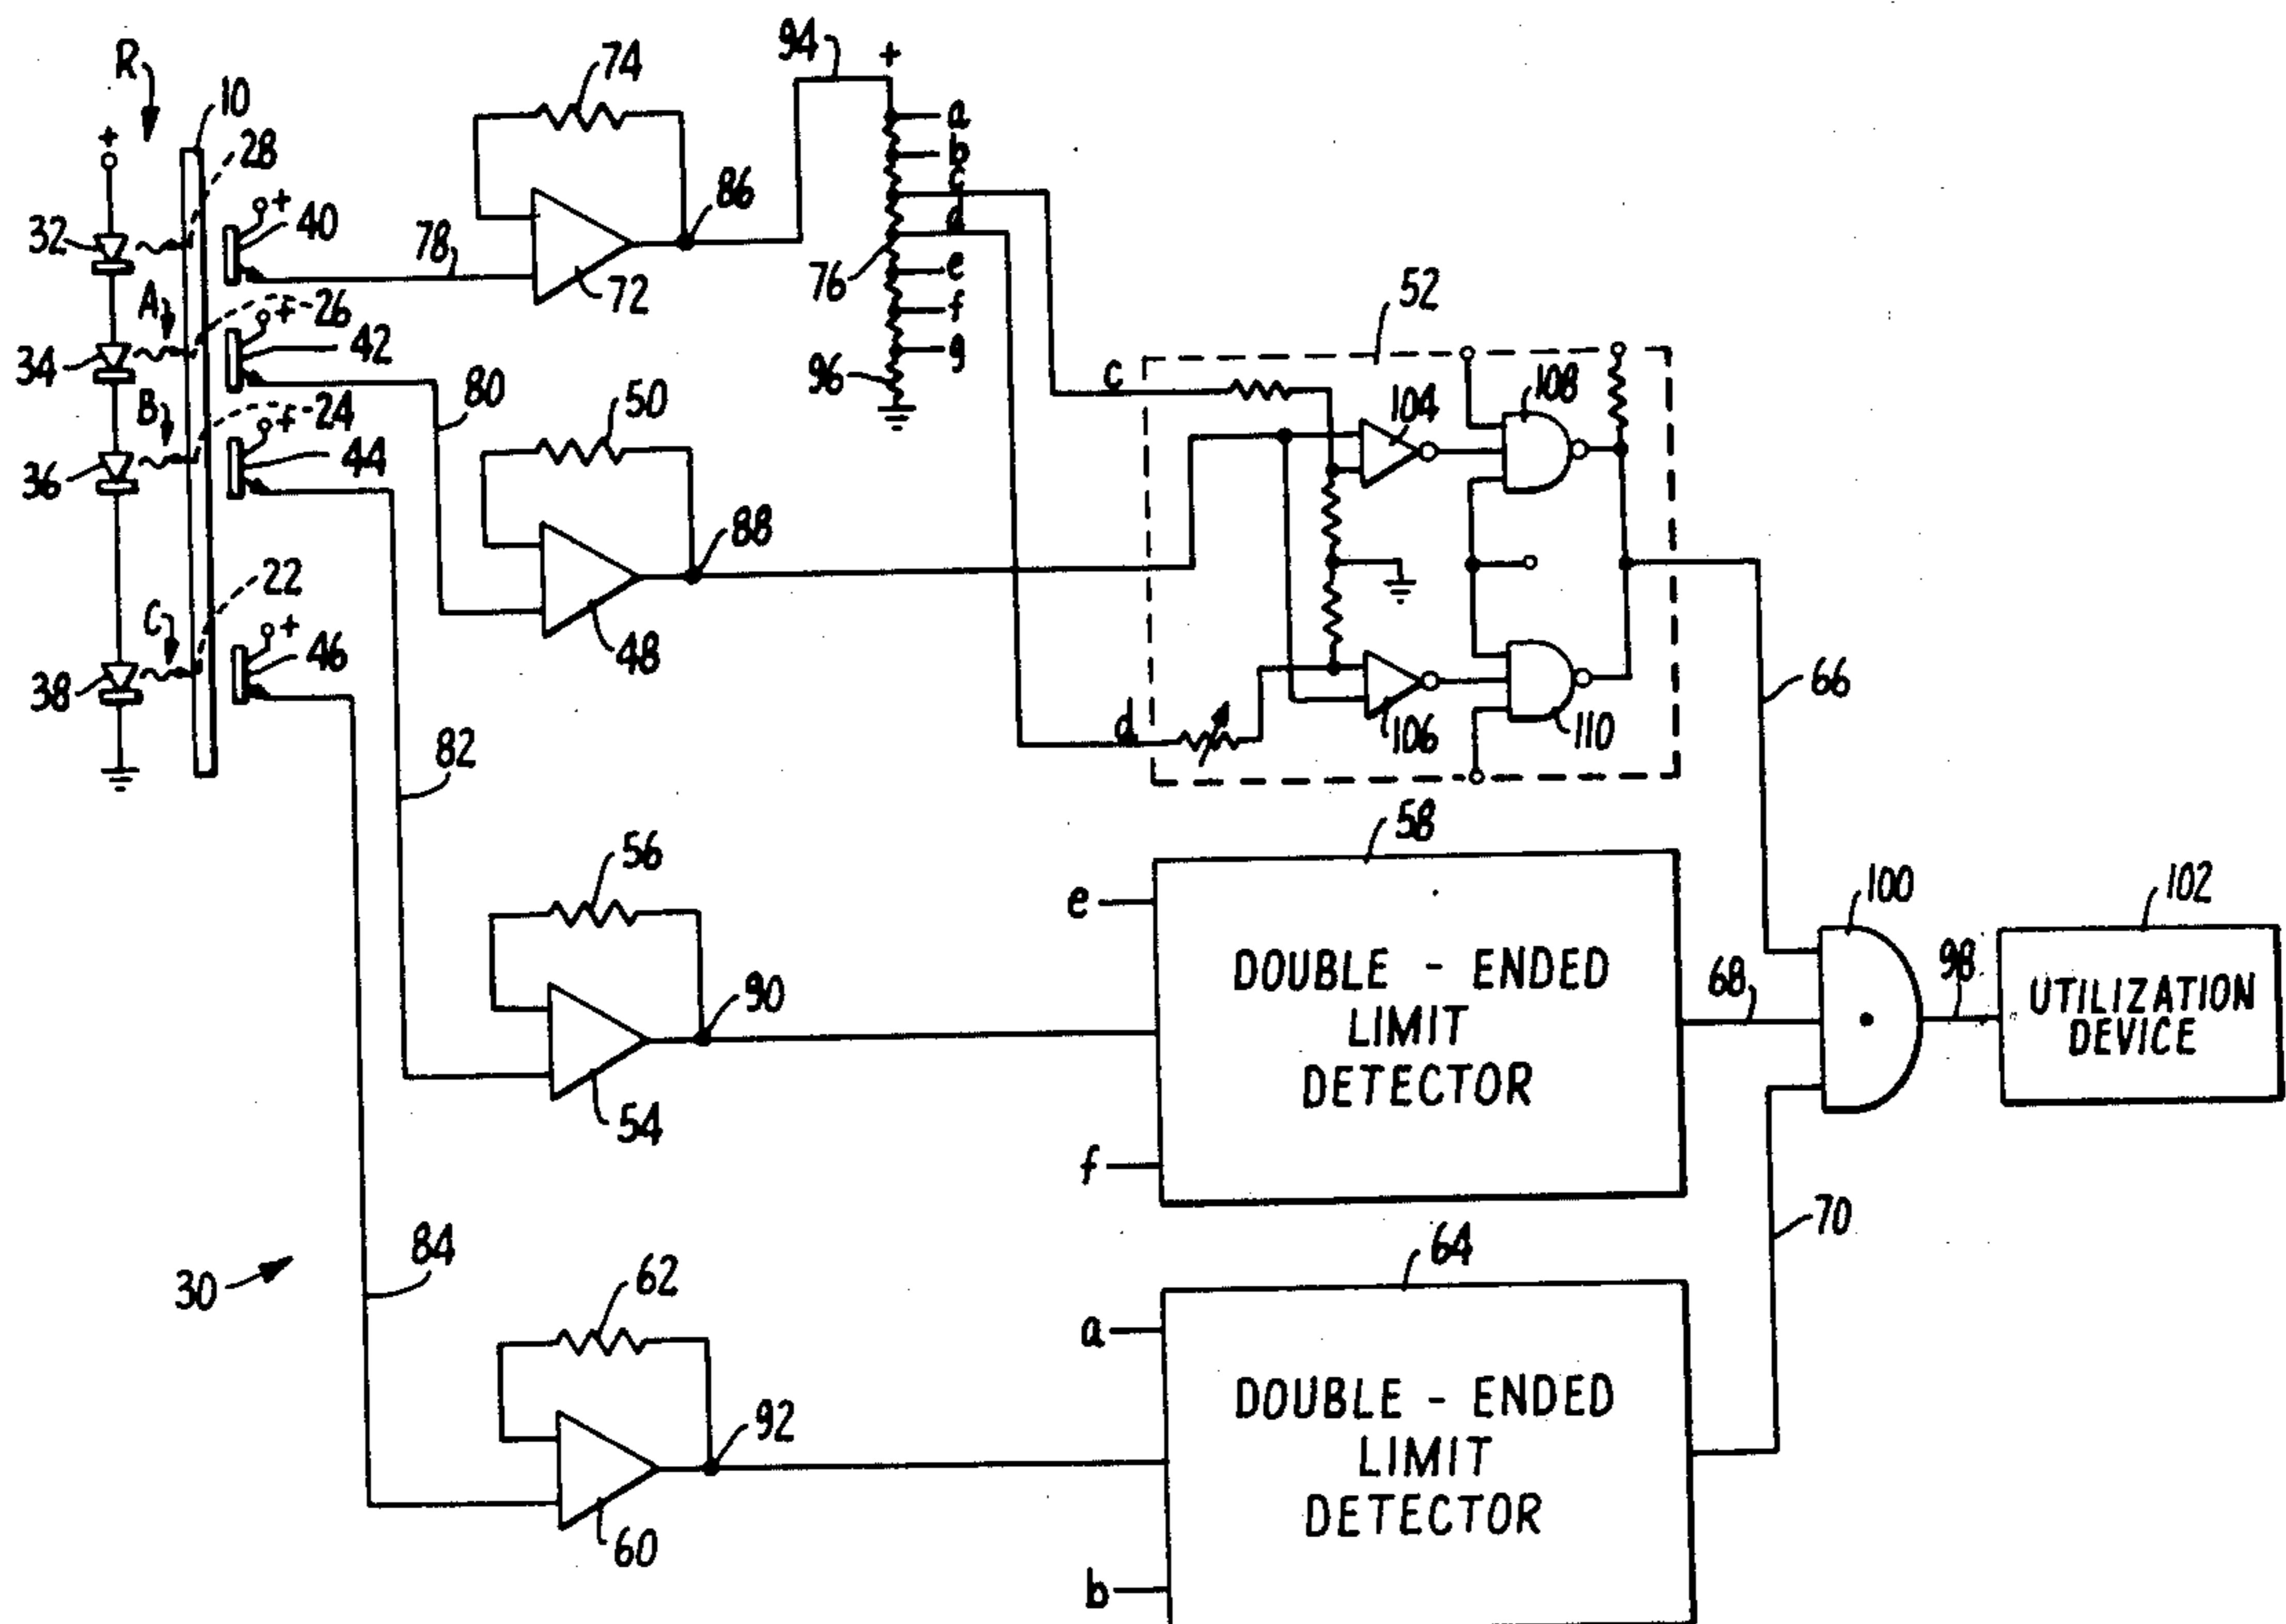 R
10
94
+
74
+
28
a
b
c
d
e
f
g
32
+
40
78
86
72
76
96
A
+
26
34
42
80
B
+
24
36
44
50
88
48
52
c
104
108
C
22
+
46
38
d
106
110
66
82
56
90
54
58
e
DOUBLE - ENDED
LIMIT
DETECTOR
f
68
100
98
102
UTILIZATION
DEVICE
70
30
84
62
92
60
64
a
DOUBLE - ENDED
LIMIT
DETECTOR
b